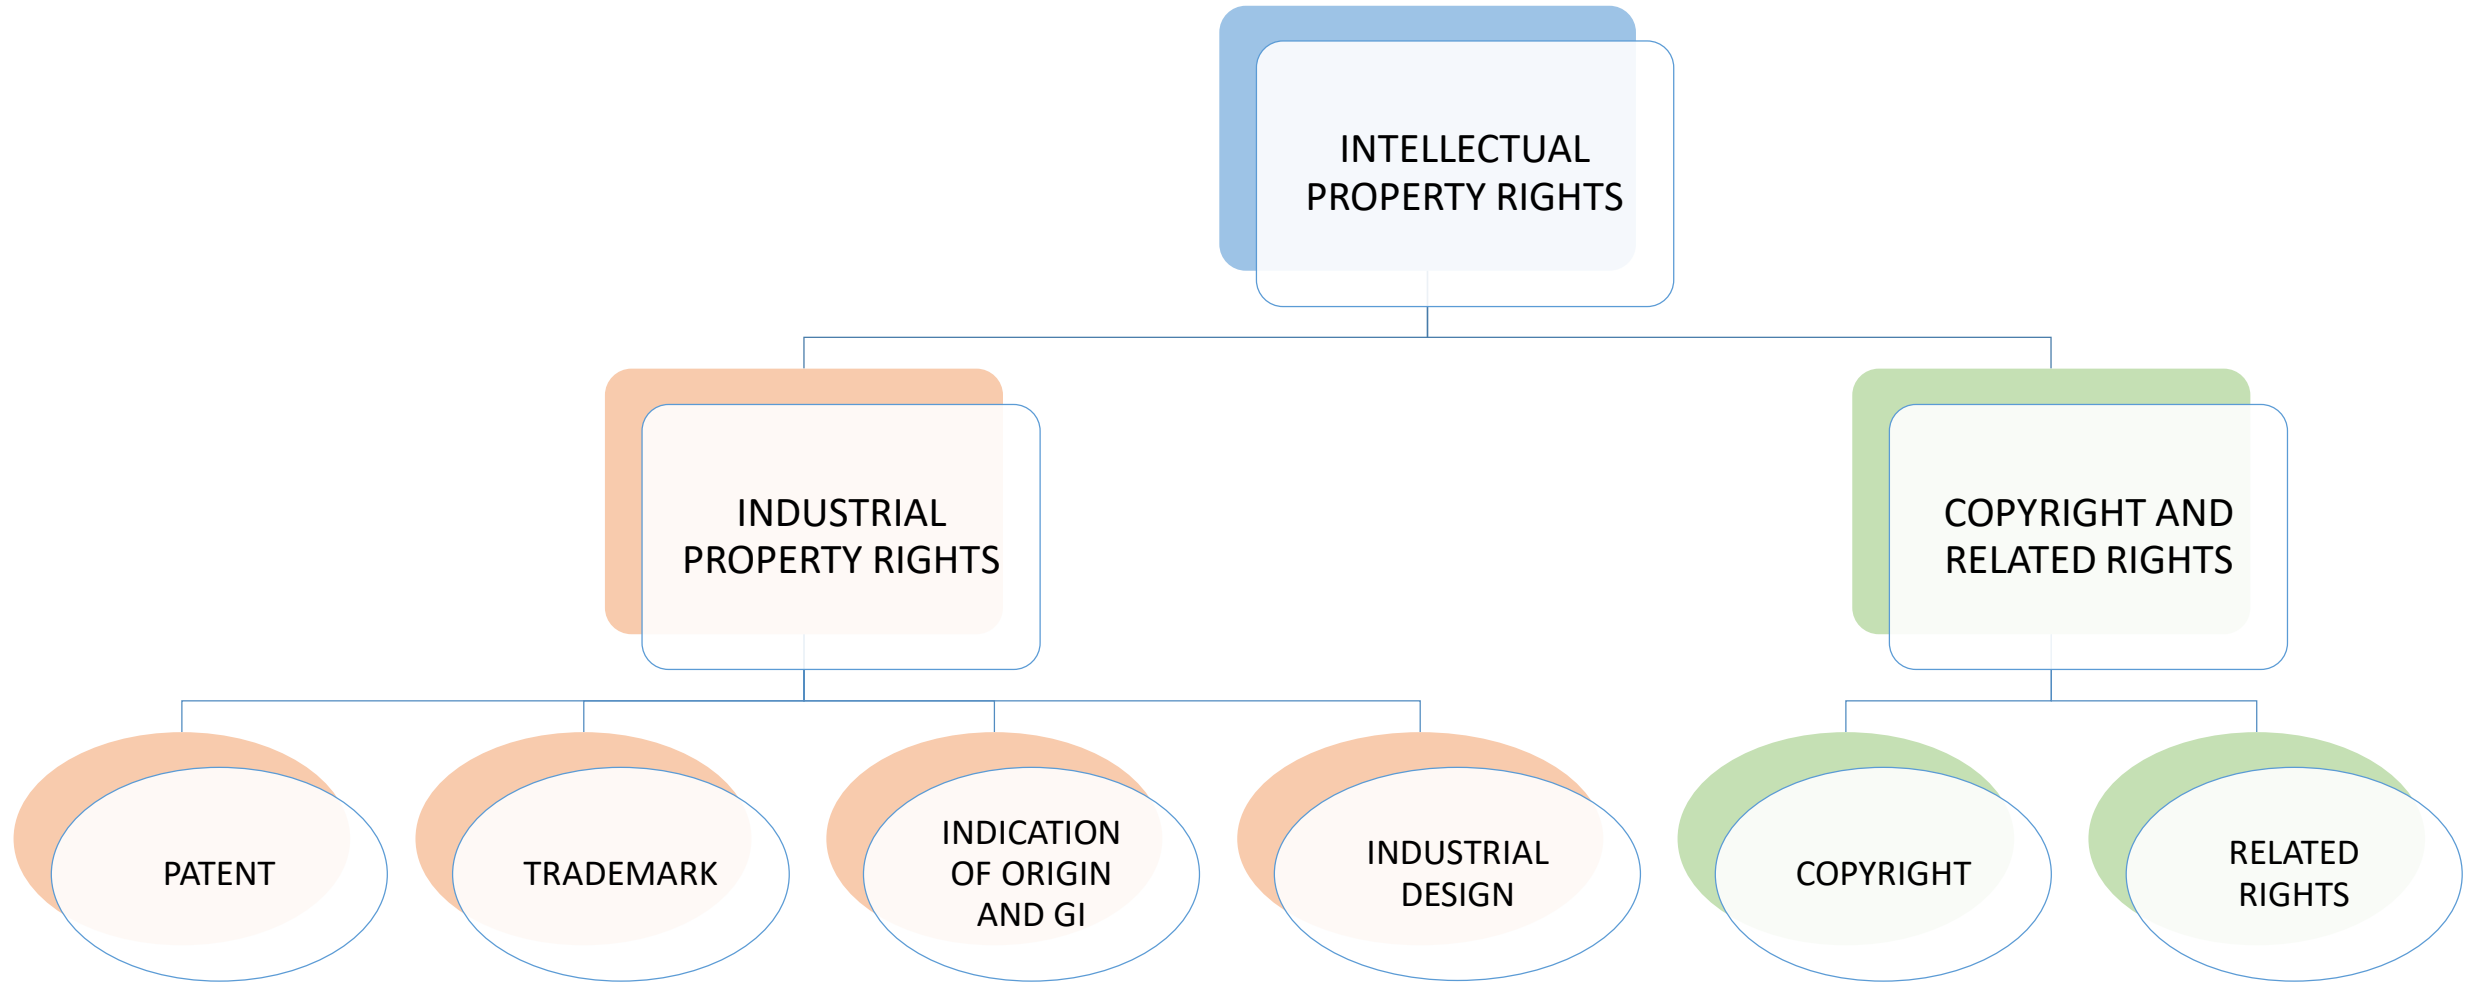 INTELLECTUAL
PROPERTY RIGHTS
INDUSTRIAL
PROPERTY RIGHTS
COPYRIGHT AND
RELATED RIGHTS
PATENT
TRADEMARK
INDICATION
OF ORIGIN
AND GI
INDUSTRIAL
DESIGN
COPYRIGHT
RELATED
RIGHTS